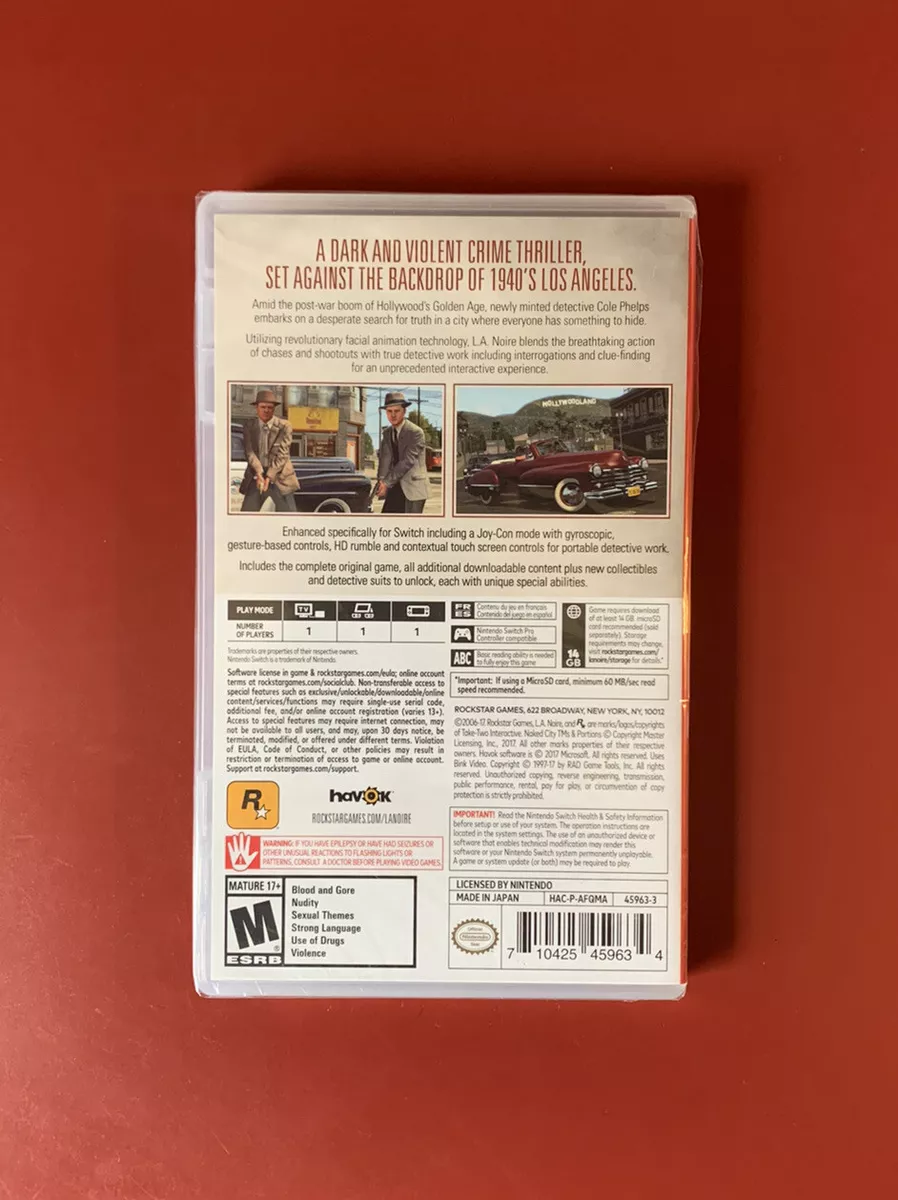 A DARK AND VIOLENT CRIME THRILLER,
SET AGAINST THE BACKDROP OF 1940'S LOS ANGELES.
Amid the post-war boom of Hollywood's Golden Age, newly minted detective Cole Phelps
embarks on a desperate search for truth in a city where everyone has something to hide.
Utilizing revolutionary facial animation technology, L.A. Noire blends the breathtaking action
of chases and shootouts with true detective work including interrogations and clue-finding
for an unprecedented interactive experience.
HOLLYWOODLAND
Enhanced specifically for Switch including a Joy-Con mode with gyroscopic,
gesture-based controls, HD rumble and contextual touch screen controls for portable detective work.
Includes the complete original game, all additional downloadable content plus new collectibles
and detective suits to unlock, each with unique special abilities.
PLAY MODE
TV
NUMBER
OF PLAYERS
1 1 1
Trademarks are properties of their respective owners.
Nintendo Switch is a trademark of Nintendo.
Software license in game & rockstargames.com/eula; online account
terms at rockstargames.com/socialclub. Non-transferable access to
special features such as exclusive/unlockable/downloadable/online
content/services/functions may require single-use serial code,
additional fee, and/or online account registration (varies 13+).
Access to special features may require internet connection, may
not be available to all users, and may, upon 30 days notice, be
terminated, modified, or offered under different terms. Violation
of EULA, Code of Conduct, or other policies may result in
restriction or termination of access to game or online account.
Support at rockstargames.com/support.
FR
ES
Contenu du jeu en français
Contenido del juego en español
Nintendo Switch Pro
Controller compatible
ABC
Basic reading ability is needed
to fully enjoy this game
14
GB
Game requires download
of at least 14 GB. microSD
card recommended (sold
separately). Storage
requirements may change,
visit rockstargames.com/
lanoire/storage for details.*
*Important: If using a MicroSD card, minimum 60 MB/sec read
speed recommended.
ROCKSTAR GAMES, 622 BROADWAY, NEW YORK, NY, 10012
©2006-17. Rockstar Games, L.A. Noire, and R★ are marks/logos/copyrights
of Take-Two Interactive. Naked City TMs & Portions © Copyright Master
Licensing, Inc., 2017. All other marks properties of their respective
owners. Havok software is © 2017 Microsoft. All rights reserved. Uses
Bink Video. Copyright © 1997-17 by RAD Game Tools, Inc. All rights
reserved. Unauthorized copying, reverse engineering, transmission,
public performance, rental, pay for play, or circumvention of copy
protection is strictly prohibited.
R
havok
ROCKSTARGAMES.COM/LANOIRE
WARNING: IF YOU HAVE EPILEPSY OR HAVE HAD SEIZURES OR
OTHER UNUSUAL REACTIONS TO FLASHING LIGHTS OR
PATTERNS, CONSULT A DOCTOR BEFORE PLAYING VIDEO GAMES.
IMPORTANT! Read the Nintendo Switch Health & Safety Information
before setup or use of your system. The operation instructions are
located in the system settings. The use of an unauthorized device or
software that enables technical modification may render this
software or your Nintendo Switch system permanently unplayable.
A game or system update (or both) may be required to play.
MATURE 17+
M
®
ESRB
Blood and Gore
Nudity
Sexual Themes
Strong Language
Use of Drugs
Violence
LICENSED BY NINTENDO
MADE IN JAPAN HAC-P-AFQMA 45963-3
Official
Nintendo
Seal
7 10425 45963 4